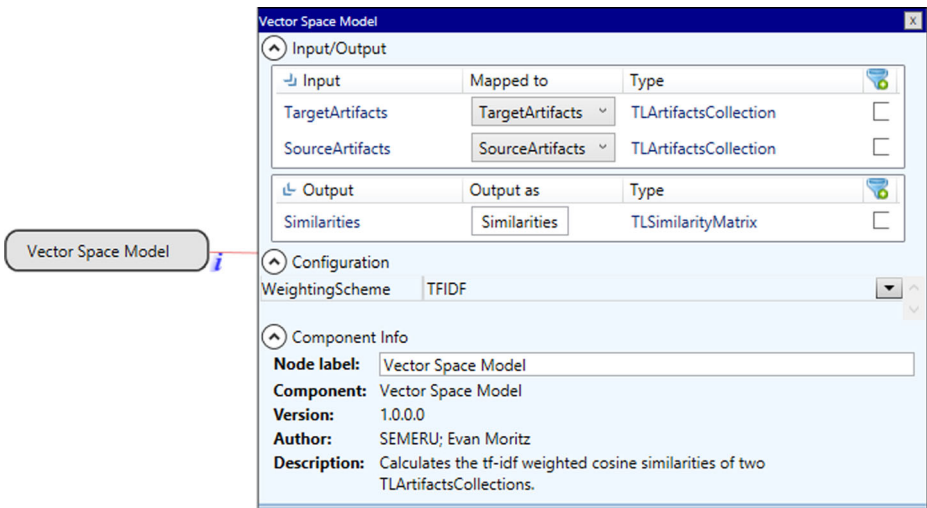 Vector Space Model
x
Input/Output
Input Mapped to Type
TargetArtifacts TargetArtifacts TLArtifactsCollection
SourceArtifacts SourceArtifacts TLArtifactsCollection
Output Output as Type
Similarities Similarities TLSimilarityMatrix
Vector Space Model
i
Configuration
WeightingScheme TFIDF
Component Info
Node label: Vector Space Model
Component: Vector Space Model
Version: 1.0.0.0
Author: SEMERU; Evan Moritz
Description: Calculates the tf-idf weighted cosine similarities of two
TLArtifactsCollections.